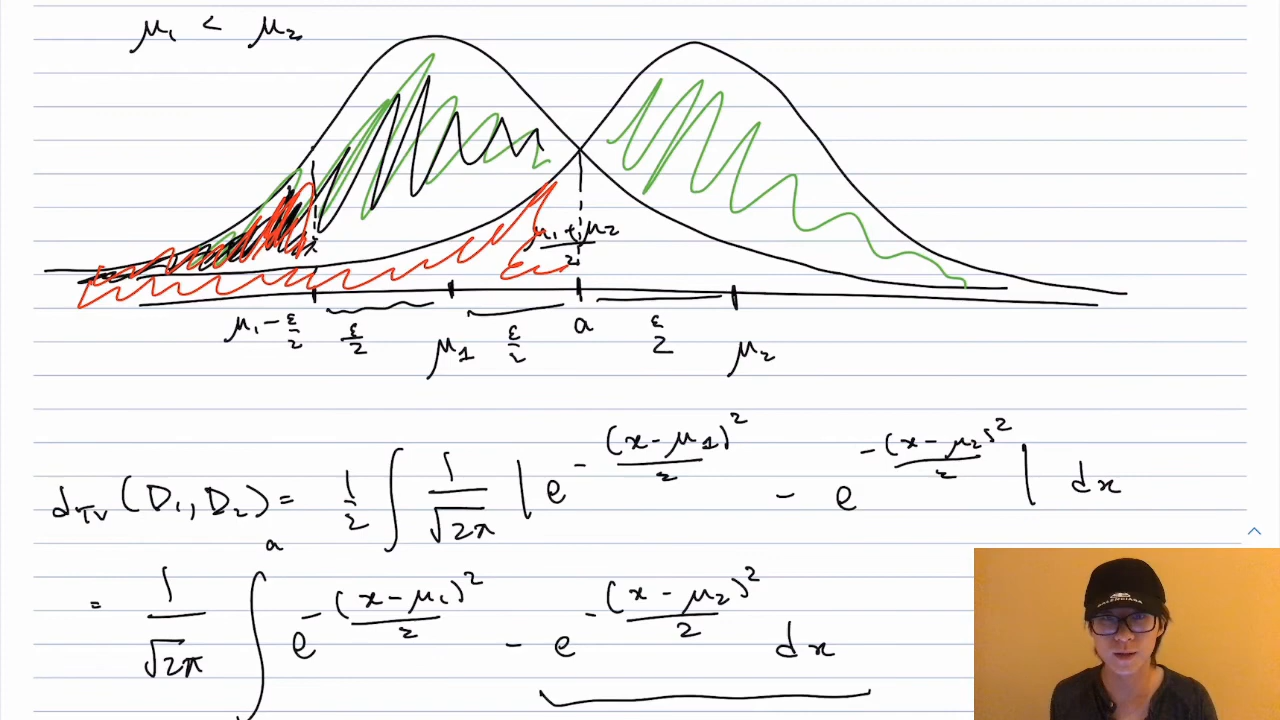 μ₁ < μ₂
μ₁ + μ₂
2
μ₁ − ε/2 ε/2 μ₁ ε/2 a ε/2 μ₂
d_TV (D₁, D₂) = 1/2 ∫ 1/√2π | e^−(x−μ₁)²/2 − e^−(x−μ₂)²/2 | dx
a
= 1/√2π ∫ e^−(x−μ₁)²/2 − e^−(x−μ₂)²/2 dx
BALENCIAGA